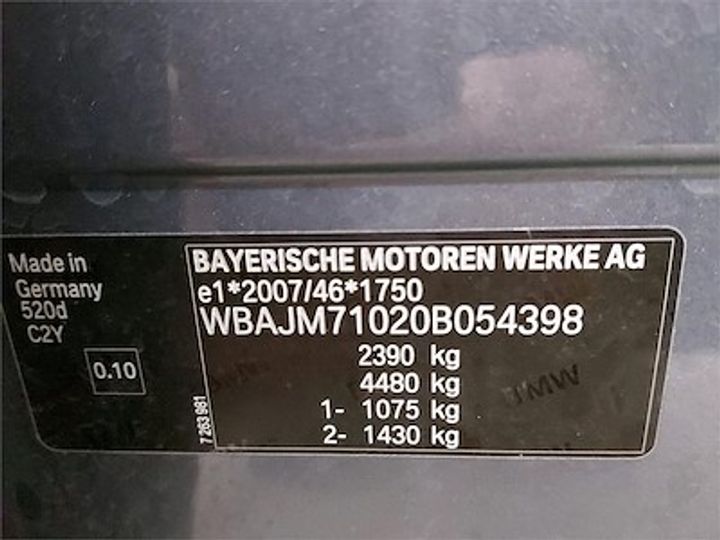 Made in
Germany
520d
C2Y
0.10
BAYERISCHE MOTOREN WERKE AG
e1*2007/46*1750
WBAJM71020B054398
2390 kg
4480 kg
1- 1075 kg
2- 1430 kg
7 263 981